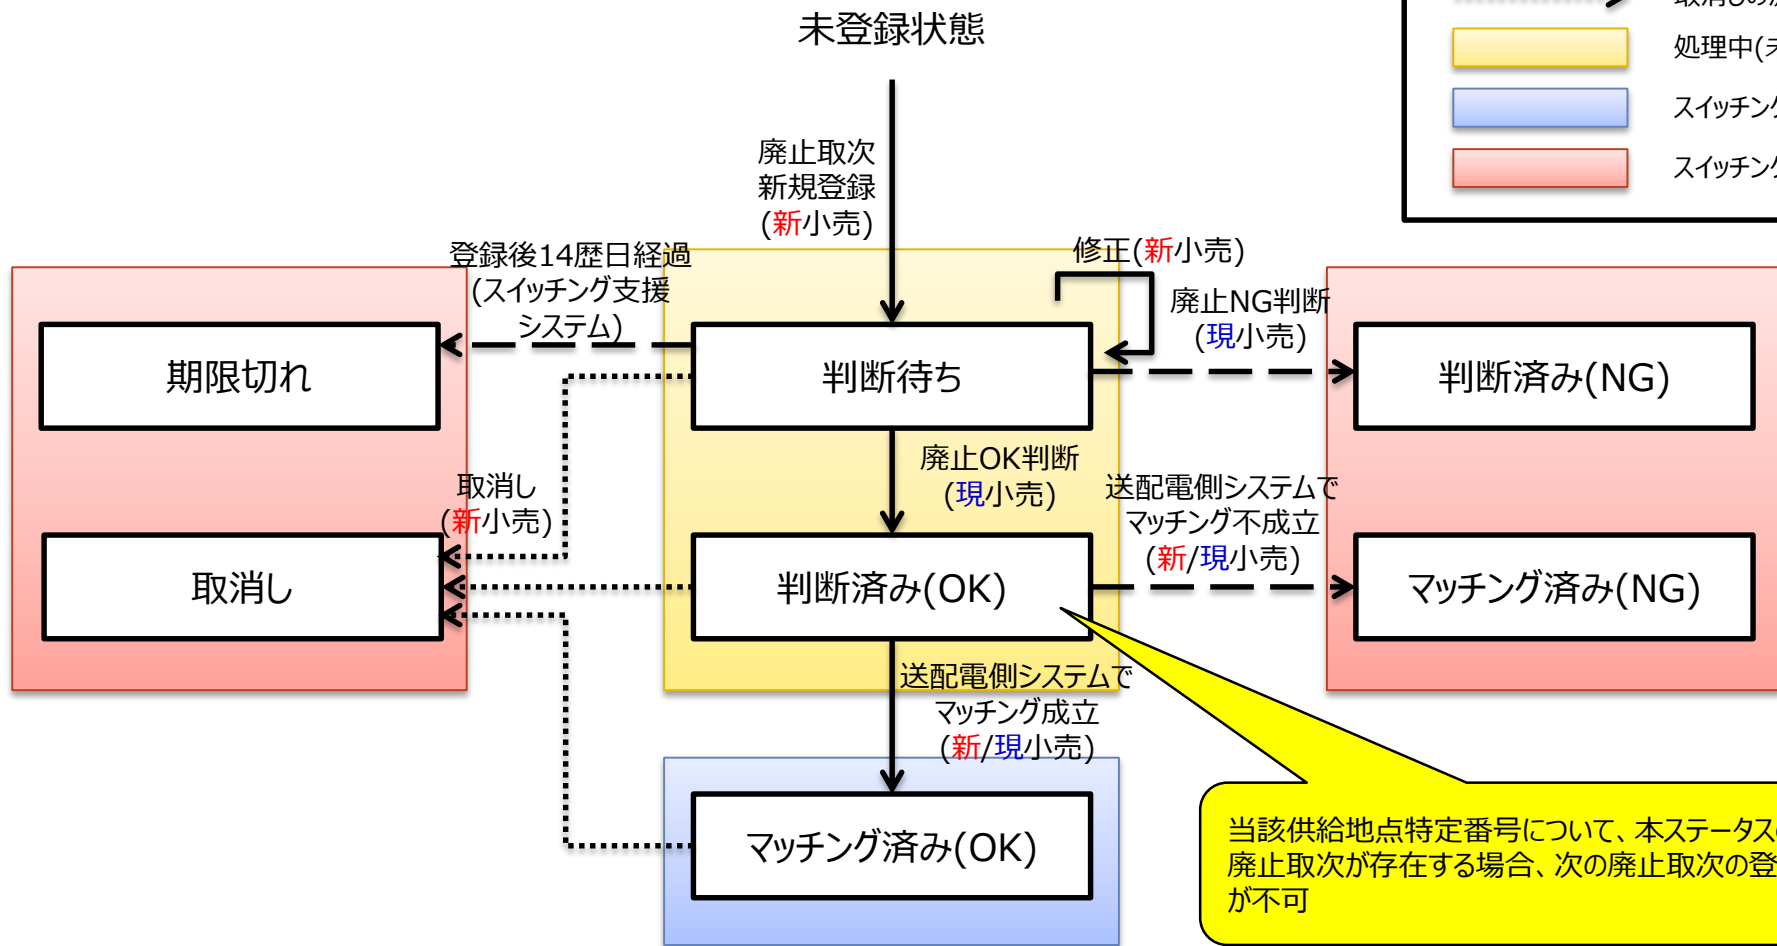 未登録状態
取消しの
処理中(
スイッチング
スイッチング
廃止取次
新規登録
(新小売)
登録後14歴日経過
(スイッチング支援
システム)
修正(新小売)
廃止NG判断
(現小売)
期限切れ
判断待ち
判断済み(NG)
廃止OK判断
(現小売)
取消し
(新小売)
送配電側システムで
マッチング不成立
(新/現小売)
取消し
判断済み(OK)
マッチング済み(NG)
送配電側システムで
マッチング成立
(新/現小売)
マッチング済み(OK)
当該供給地点特定番号について、本ステータスの
廃止取次が存在する場合、次の廃止取次の登
が不可